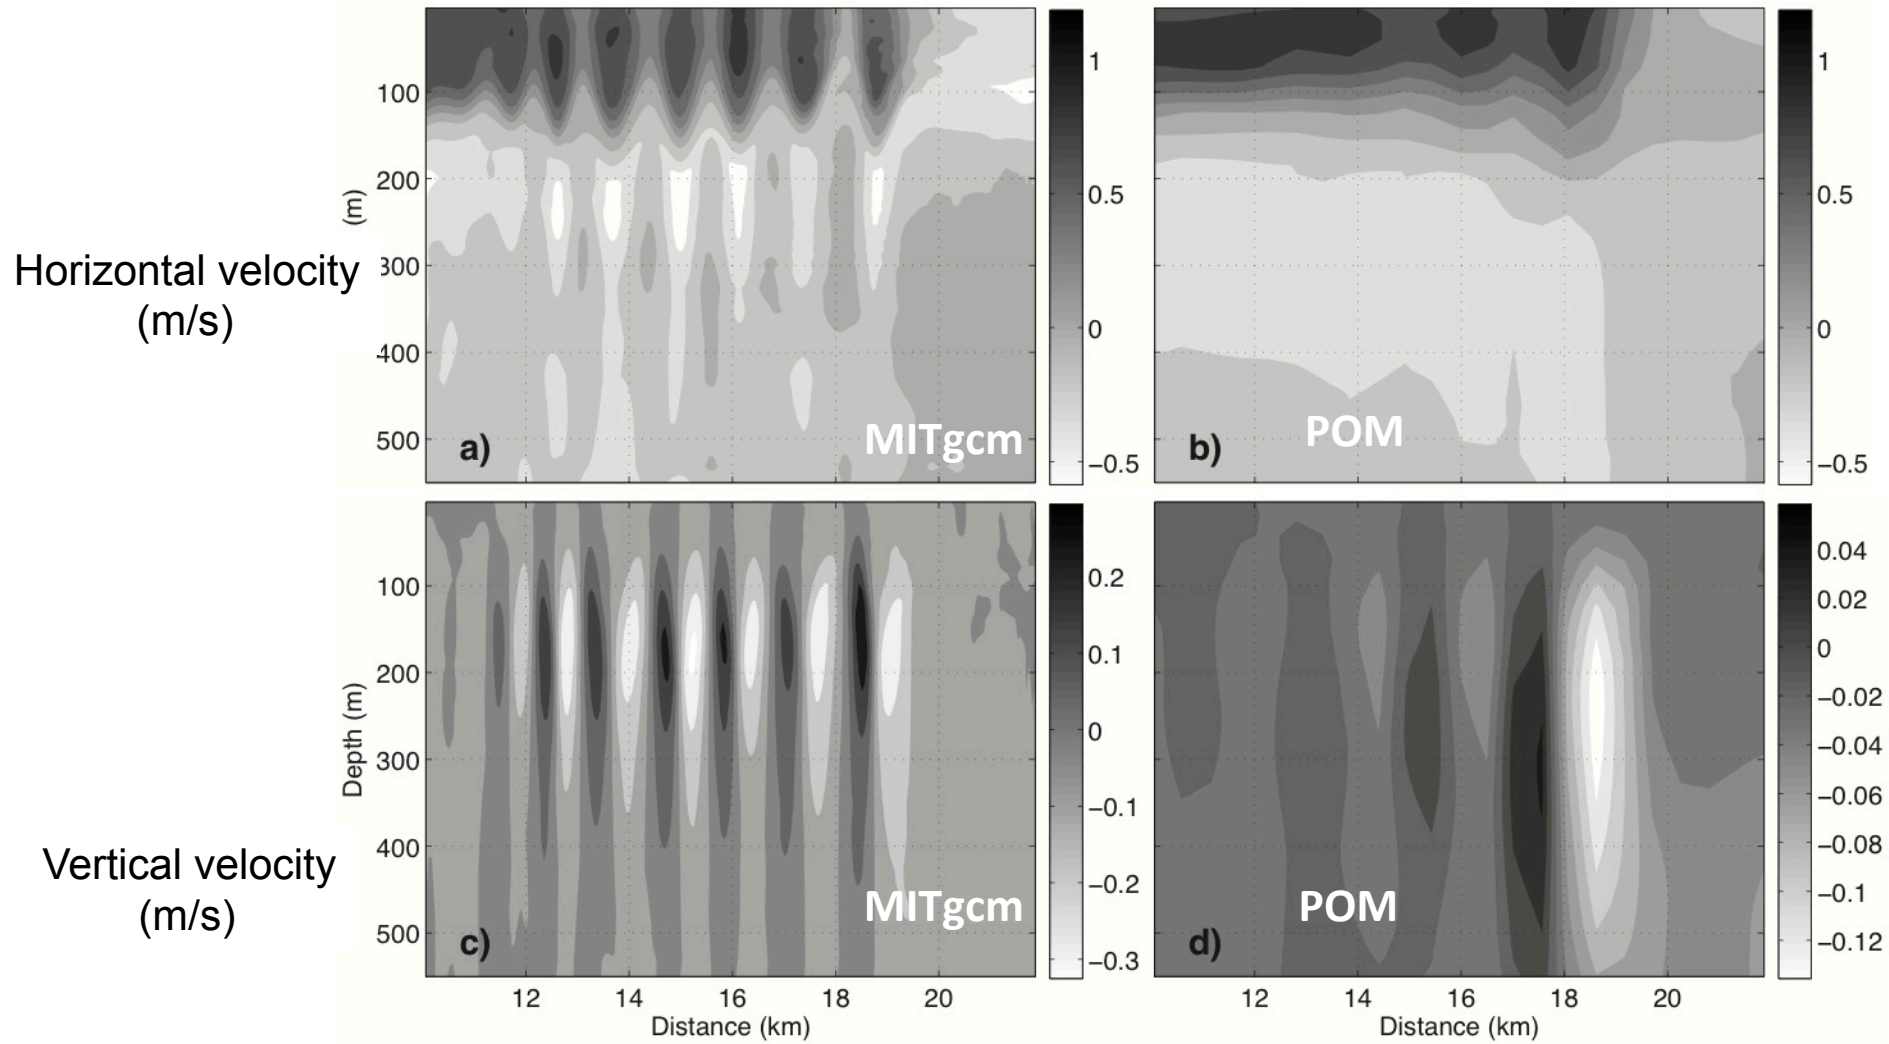 Horizontal velocity
(m/s)
(m)
100
200
300
400
500
a)
MITgcm
1
0.5
0
−0.5
b)
POM
1
0.5
0
−0.5
Vertical velocity
(m/s)
Depth (m)
100
200
300
400
500
c)
MITgcm
0.2
0.1
0
−0.1
−0.2
−0.3
12 14 16 18 20
Distance (km)
d)
POM
0.04
0.02
0
−0.02
−0.04
−0.06
−0.08
−0.1
−0.12
12 14 16 18 20
Distance (km)